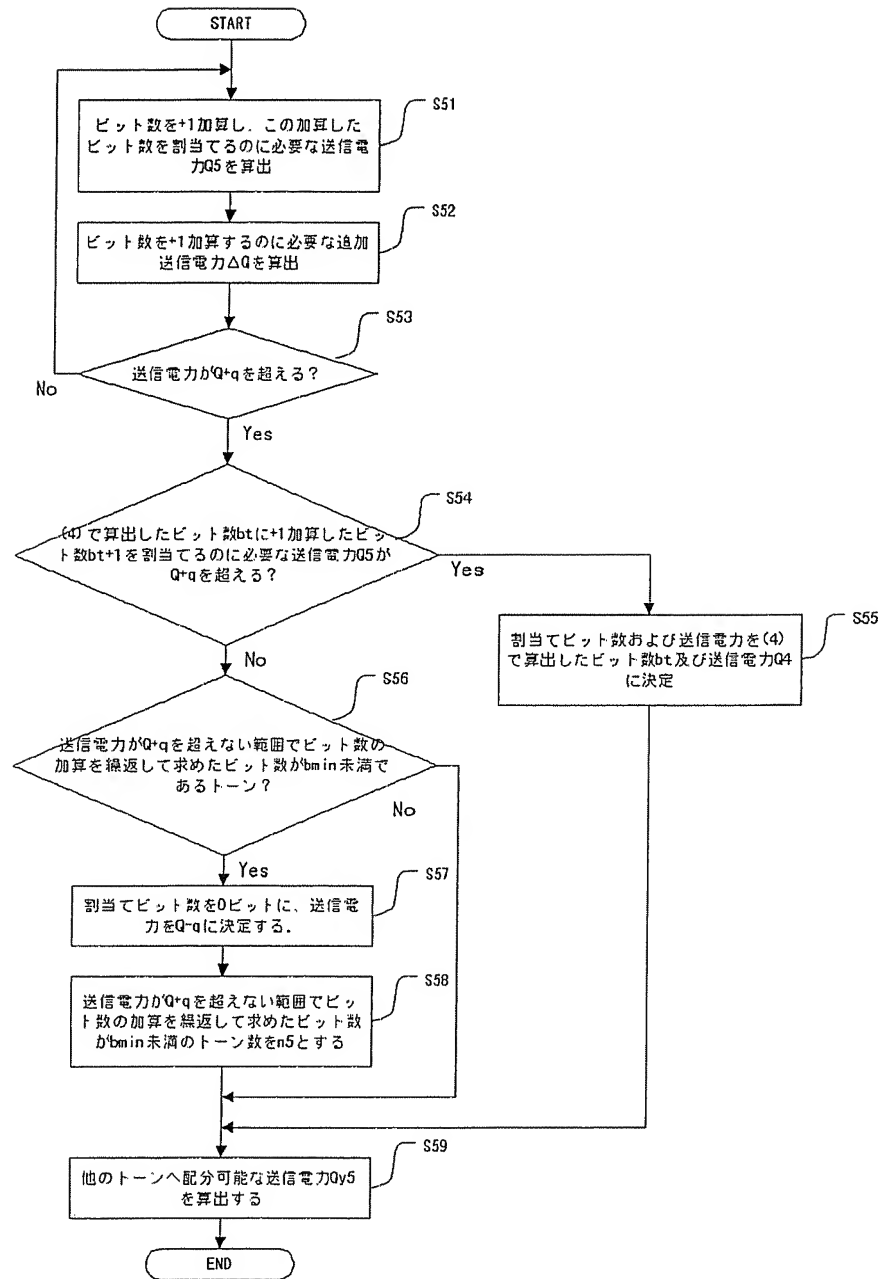 START
S51
ビット数を+1加算し、この加算した
ビット数を割当てるのに必要な送信電
力Q5を算出
S52
ビット数を+1加算するのに必要な追加
送信電力ΔQを算出
S53
送信電力がQ+qを超える？
No
Yes
S54
(4)で算出したビット数btに+1加算したビッ
ト数bt+1を割当てるのに必要な送信電力Q5が
Q+qを超える？
Yes
S55
割当てビット数および送信電力を(4)
で算出したビット数bt及び送信電力Q4
に決定
No
S56
送信電力がQ+qを超えない範囲でビット数の
加算を繰返して求めたビット数がbmin未満で
あるトーン？
No
Yes
S57
割当てビット数を0ビットに、送信電
力をQ-qに決定する.
S58
送信電力がQ+qを超えない範囲でビッ
ト数の加算を繰返して求めたビット数
がbmin未満のトーン数をn5とする
S59
他のトーンへ配分可能な送信電力Qy5
を算出する
END